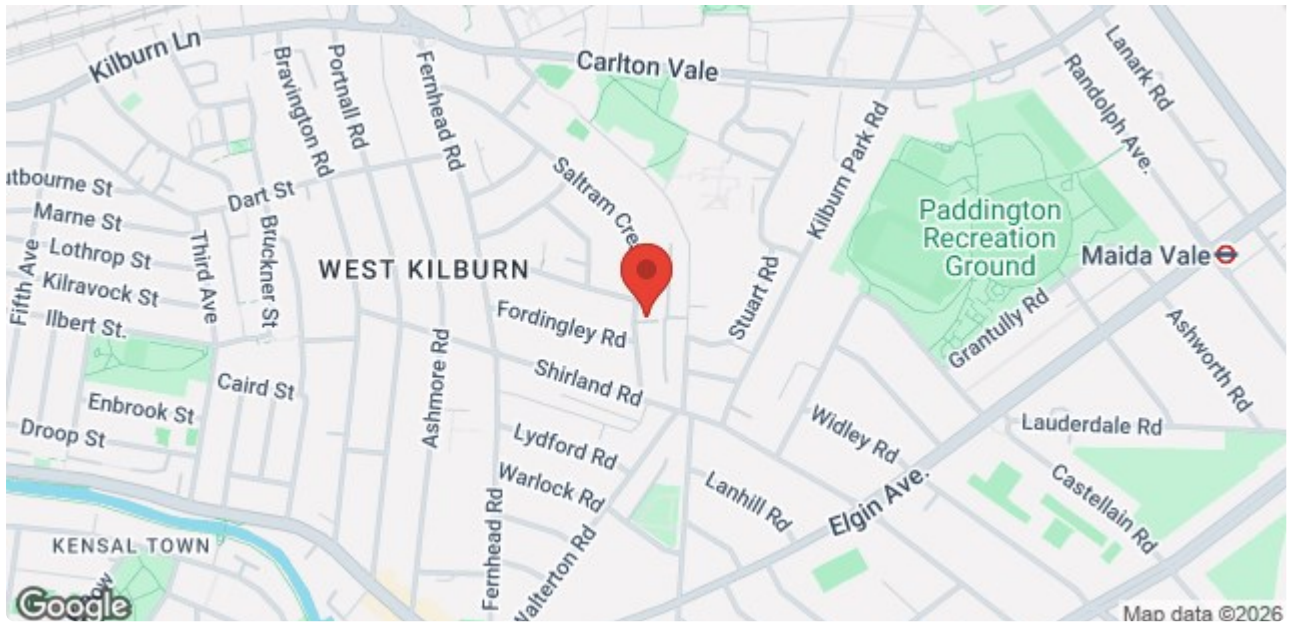 Kilburn Ln
Bravington Rd
Portnall Rd
Fernhead Rd
Carlton Vale
Lanark Rd
Randolph Ave.
Kilburn Park Rd
Saltram Cre
Dart St
Marne St
Lothrop St
Kilravock St
Ilbert St.
Fifth Ave
Third Ave
Bruckner St
WEST KILBURN
Paddington
Recreation
Ground
Maida Vale
Stuart Rd
Grantully Rd
Ashworth Rd
Fordingley Rd
Shirland Rd
Ashmore Rd
Caird St
Enbrook St
Droop St
Lydford Rd
Warlock Rd
Widley Rd
Lauderdale Rd
Castellain Rd
Lanhill Rd
Elgin Ave.
Fernhead Rd
Walterton Rd
KENSAL TOWN
Google
Map data ©2026